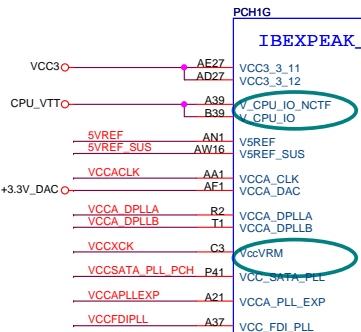 PCH1G
IBEXPEAK_
VCC3 AE27 VCC3_3_11
AD27 VCC3_3_12
CPU_VTT A39 V_CPU_IO_NCTF
B39 V_CPU_IO
5VREF AN1 V5REF
5VREF_SUS AW16 V5REF_SUS
VCCACLK AA1 VCCA_CLK
+3.3V_DAC AF1 VCCA_DAC
VCCA_DPLLA R2 VCCA_DPLLA
VCCA_DPLLB T1 VCCA_DPLLB
VCCXCK C3 VccVRM
VCCSATA_PLL_PCH P41 VCC_SATA_PLL
VCCAPLLEXP A21 VCCA_PLL_EXP
VCCFDIPLL A37 VCC_FDI_PLL